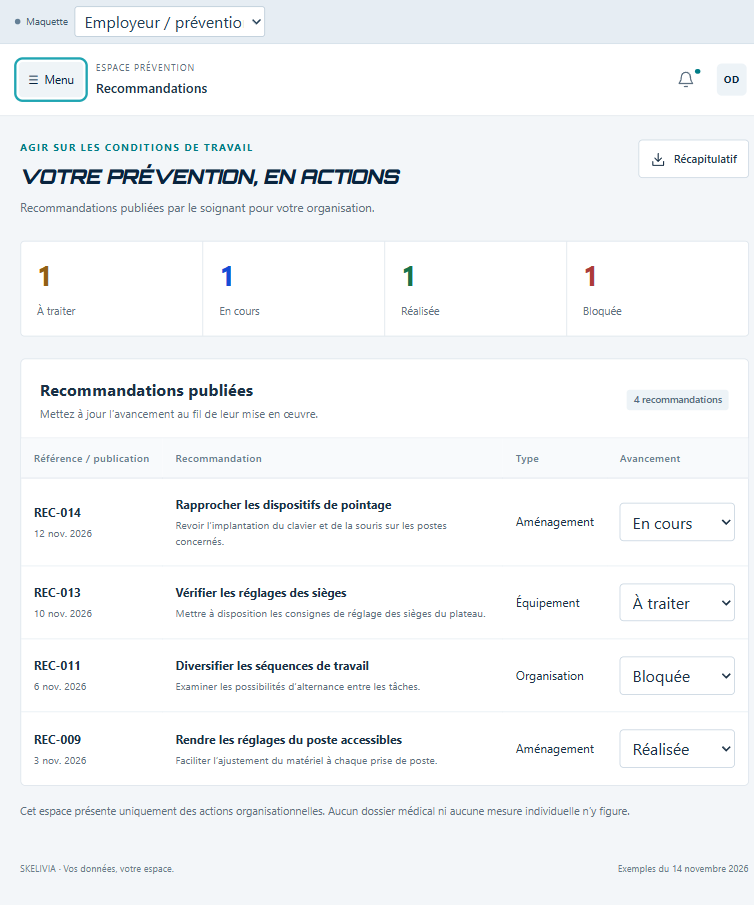 Maquette
Employeur / préventio
Menu
ESPACE PRÉVENTION
Recommandations
OD
AGIR SUR LES CONDITIONS DE TRAVAIL
VOTRE PRÉVENTION, EN ACTIONS
Récapitulatif
Recommandations publiées par le soignant pour votre organisation.
1
À traiter
1
En cours
1
Réalisée
1
Bloquée
Recommandations publiées
Mettez à jour l'avancement au fil de leur mise en œuvre.
4 recommandations
Référence / publication Recommandation Type Avancement
REC-014
12 nov. 2026
Rapprocher les dispositifs de pointage
Revoir l'implantation du clavier et de la souris sur les postes
concernés.
Aménagement
En cours
REC-013
10 nov. 2026
Vérifier les réglages des sièges
Mettre à disposition les consignes de réglage des sièges du plateau.
Équipement
À traiter
REC-011
6 nov. 2026
Diversifier les séquences de travail
Examiner les possibilités d'alternance entre les tâches.
Organisation
Bloquée
REC-009
3 nov. 2026
Rendre les réglages du poste accessibles
Faciliter l'ajustement du matériel à chaque prise de poste.
Aménagement
Réalisée
Cet espace présente uniquement des actions organisationnelles. Aucun dossier médical ni aucune mesure individuelle n'y figure.
SKELIVIA · Vos données, votre espace.
Exemples du 14 novembre 2026